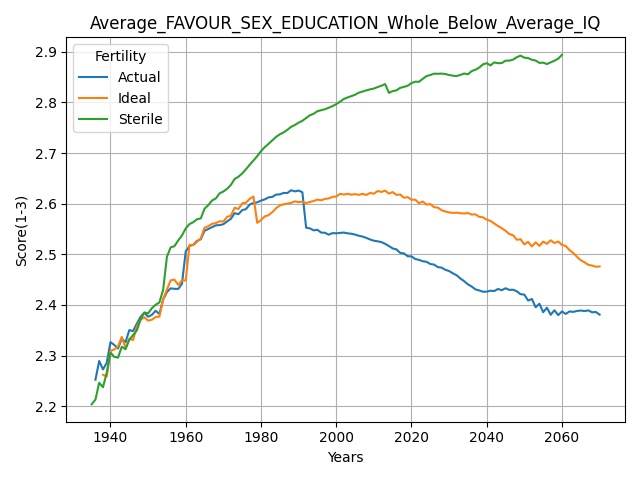 Average_FAVOUR_SEX_EDUCATION_Whole_Below_Average_IQ
Fertility
Actual
Ideal
Sterile
Score(1-3)
2.9
2.8
2.7
2.6
2.5
2.4
2.3
2.2
1940 1960 1980 2000 2020 2040 2060
Years